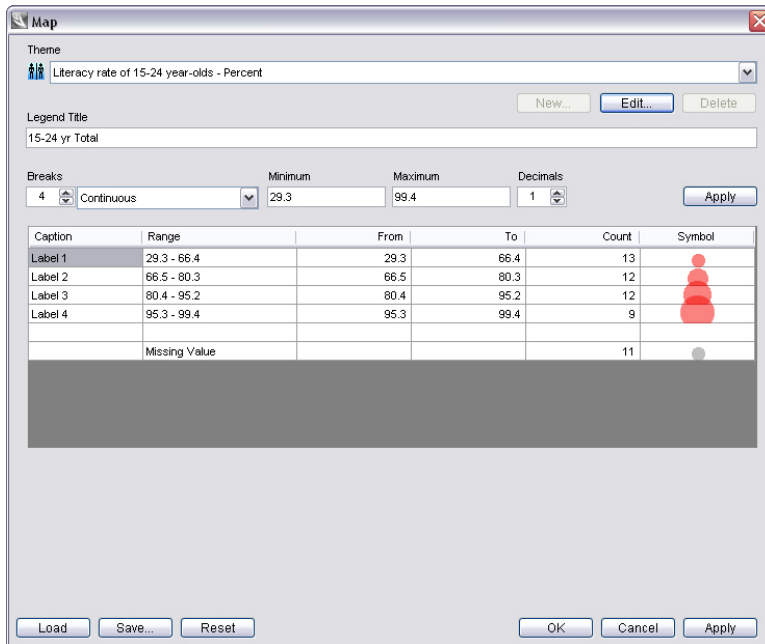 Map
Theme
Literacy rate of 15-24 year-olds - Percent
New... Edit... Delete
Legend Title
15-24 yr Total
Breaks Minimum Maximum Decimals
4 Continuous 29.3 99.4 1 Apply
Caption Range From To Count Symbol
Label 1 29.3 - 66.4 29.3 66.4 13
Label 2 66.5 - 80.3 66.5 80.3 12
Label 3 80.4 - 95.2 80.4 95.2 12
Label 4 95.3 - 99.4 95.3 99.4 9
Missing Value 11
Load Save... Reset OK Cancel Apply